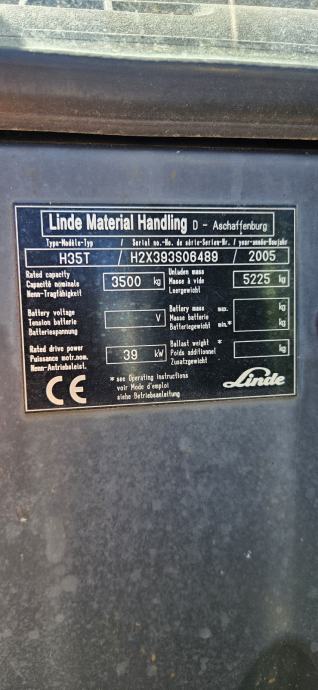 Linde Material Handling D - Aschaffenburg
Type-Modèle-Typ / Serial no.-No. de série-Serien-Nr. / year-année-Baujahr
H35T / H2X393S06489 / 2005
Rated capacity
Capacité nominale
Nenn-Tragfähigkeit
3500 kg
Unladen mass
Masse à vide
Leergewicht
5225 kg
Battery voltage
Tension batterie
Batteriespannung
V
Battery mass max.
Masse batterie
Batteriegewicht min.*
kg
kg
Rated drive power
Puissance motr.nom.
Nenn-Antriebsleist.
39 kW
Ballast weight *
Poids additionnel
Zusatzgewicht
kg
CE
* see Operating instructions
voir Mode d'emploi
siehe Betriebsanleitung
Linde